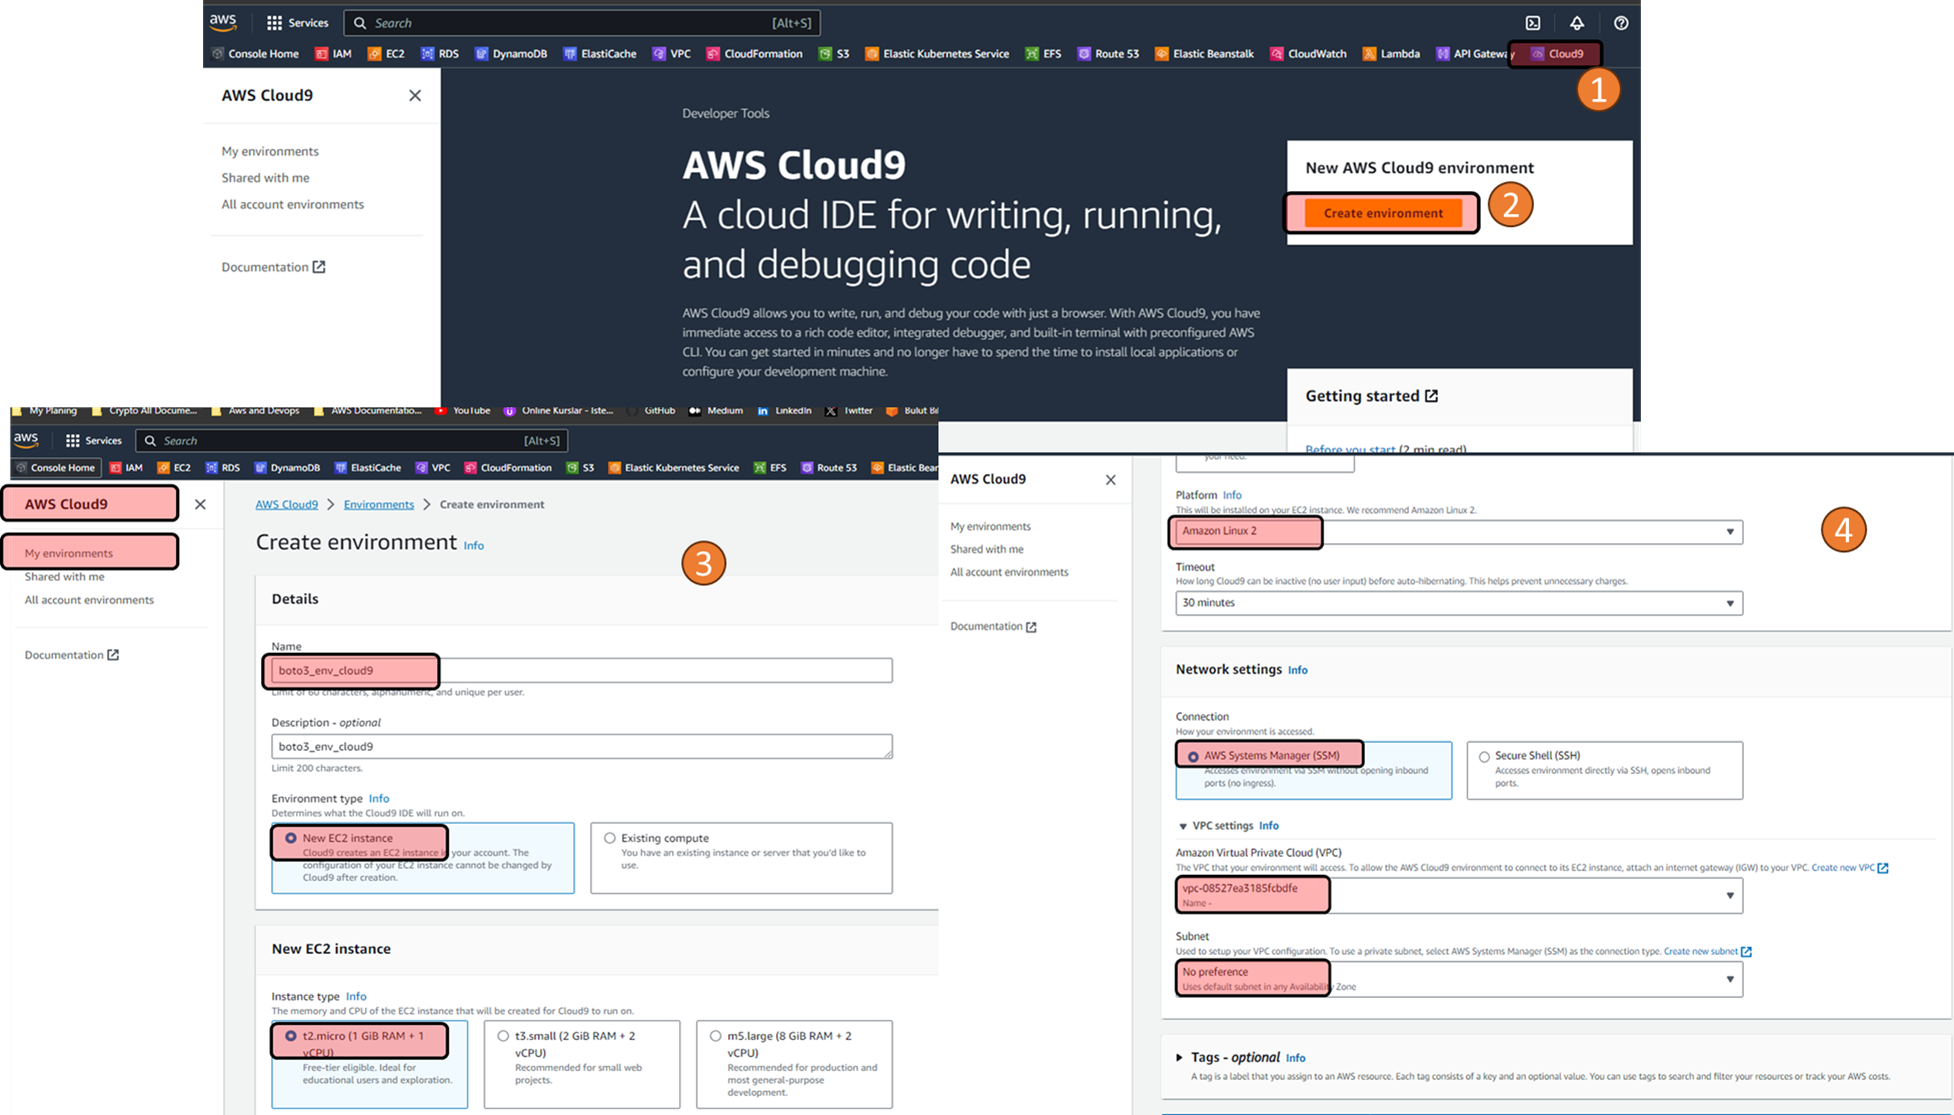 aws
Services
Search
[Alt+S]
Console Home
IAM
EC2
RDS
DynamoDB
ElastiCache
VPC
CloudFormation
S3
Elastic Kubernetes Service
EFS
Route 53
Elastic Beanstalk
CloudWatch
Lambda
API Gateway
Cloud9
1
AWS Cloud9
My environments
Shared with me
All account environments
Documentation
Developer Tools
AWS Cloud9
A cloud IDE for writing, running,
and debugging code
AWS Cloud9 allows you to write, run, and debug your code with just a browser. With AWS Cloud9, you have
immediate access to a rich code editor, integrated debugger, and built-in terminal with preconfigured AWS
CLI. You can get started in minutes and no longer have to spend the time to install local applications or
configure your development machine.
New AWS Cloud9 environment
Create environment
2
Getting started
Before you start (2 min read)
My Planing
Crypto All Docume...
Aws and Devops
AWS Documentatio...
YouTube
Online Kurslar - Iste...
GitHub
Medium
LinkedIn
Twitter
Bulut Bil
aws
Services
Search
[Alt+S]
Console Home
IAM
EC2
RDS
DynamoDB
ElastiCache
VPC
CloudFormation
S3
Elastic Kubernetes Service
EFS
Route 53
Elastic Bean
AWS Cloud9
My environments
Shared with me
All account environments
Documentation
AWS Cloud9 > Environments > Create environment
Create environment Info
3
Details
Name
boto3_env_cloud9
Limit of 60 characters, alphanumeric, and unique per user.
Description - optional
boto3_env_cloud9
Limit 200 characters.
Environment type Info
Determines what the Cloud9 IDE will run on.
New EC2 instance
Cloud9 creates an EC2 instance in your account. The
configuration of your EC2 instance cannot be changed by
Cloud9 after creation.
Existing compute
You have an existing instance or server that you'd like to
use.
New EC2 instance
Instance type Info
The memory and CPU of the EC2 instance that will be created for Cloud9 to run on.
t2.micro (1 GiB RAM + 1
vCPU)
Free-tier eligible. Ideal for
educational users and exploration.
t3.small (2 GiB RAM + 2
vCPU)
Recommended for small web
projects.
m5.large (8 GiB RAM + 2
vCPU)
Recommended for production and
most general-purpose
development.
AWS Cloud9
My environments
Shared with me
All account environments
Documentation
your need.
Platform Info
This will be installed on your EC2 instance. We recommend Amazon Linux 2.
Amazon Linux 2
4
Timeout
How long Cloud9 can be inactive (no user input) before auto-hibernating. This helps prevent unnecessary charges.
30 minutes
Network settings Info
Connection
How your environment is accessed.
AWS Systems Manager (SSM)
Accesses environment via SSM without opening inbound
ports (no ingress).
Secure Shell (SSH)
Accesses environment directly via SSH, opens inbound
ports.
VPC settings Info
Amazon Virtual Private Cloud (VPC)
The VPC that your environment will access. To allow the AWS Cloud9 environment to connect to its EC2 instance, attach an internet gateway (IGW) to your VPC. Create new VPC
vpc-08527ea3185fcbdfe
Name -
Subnet
Used to setup your VPC configuration. To use a private subnet, select AWS Systems Manager (SSM) as the connection type. Create new subnet
No preference
Uses default subnet in any Availability Zone
Tags - optional Info
A tag is a label that you assign to an AWS resource. Each tag consists of a key and an optional value. You can use tags to search and filter your resources or track your AWS costs.